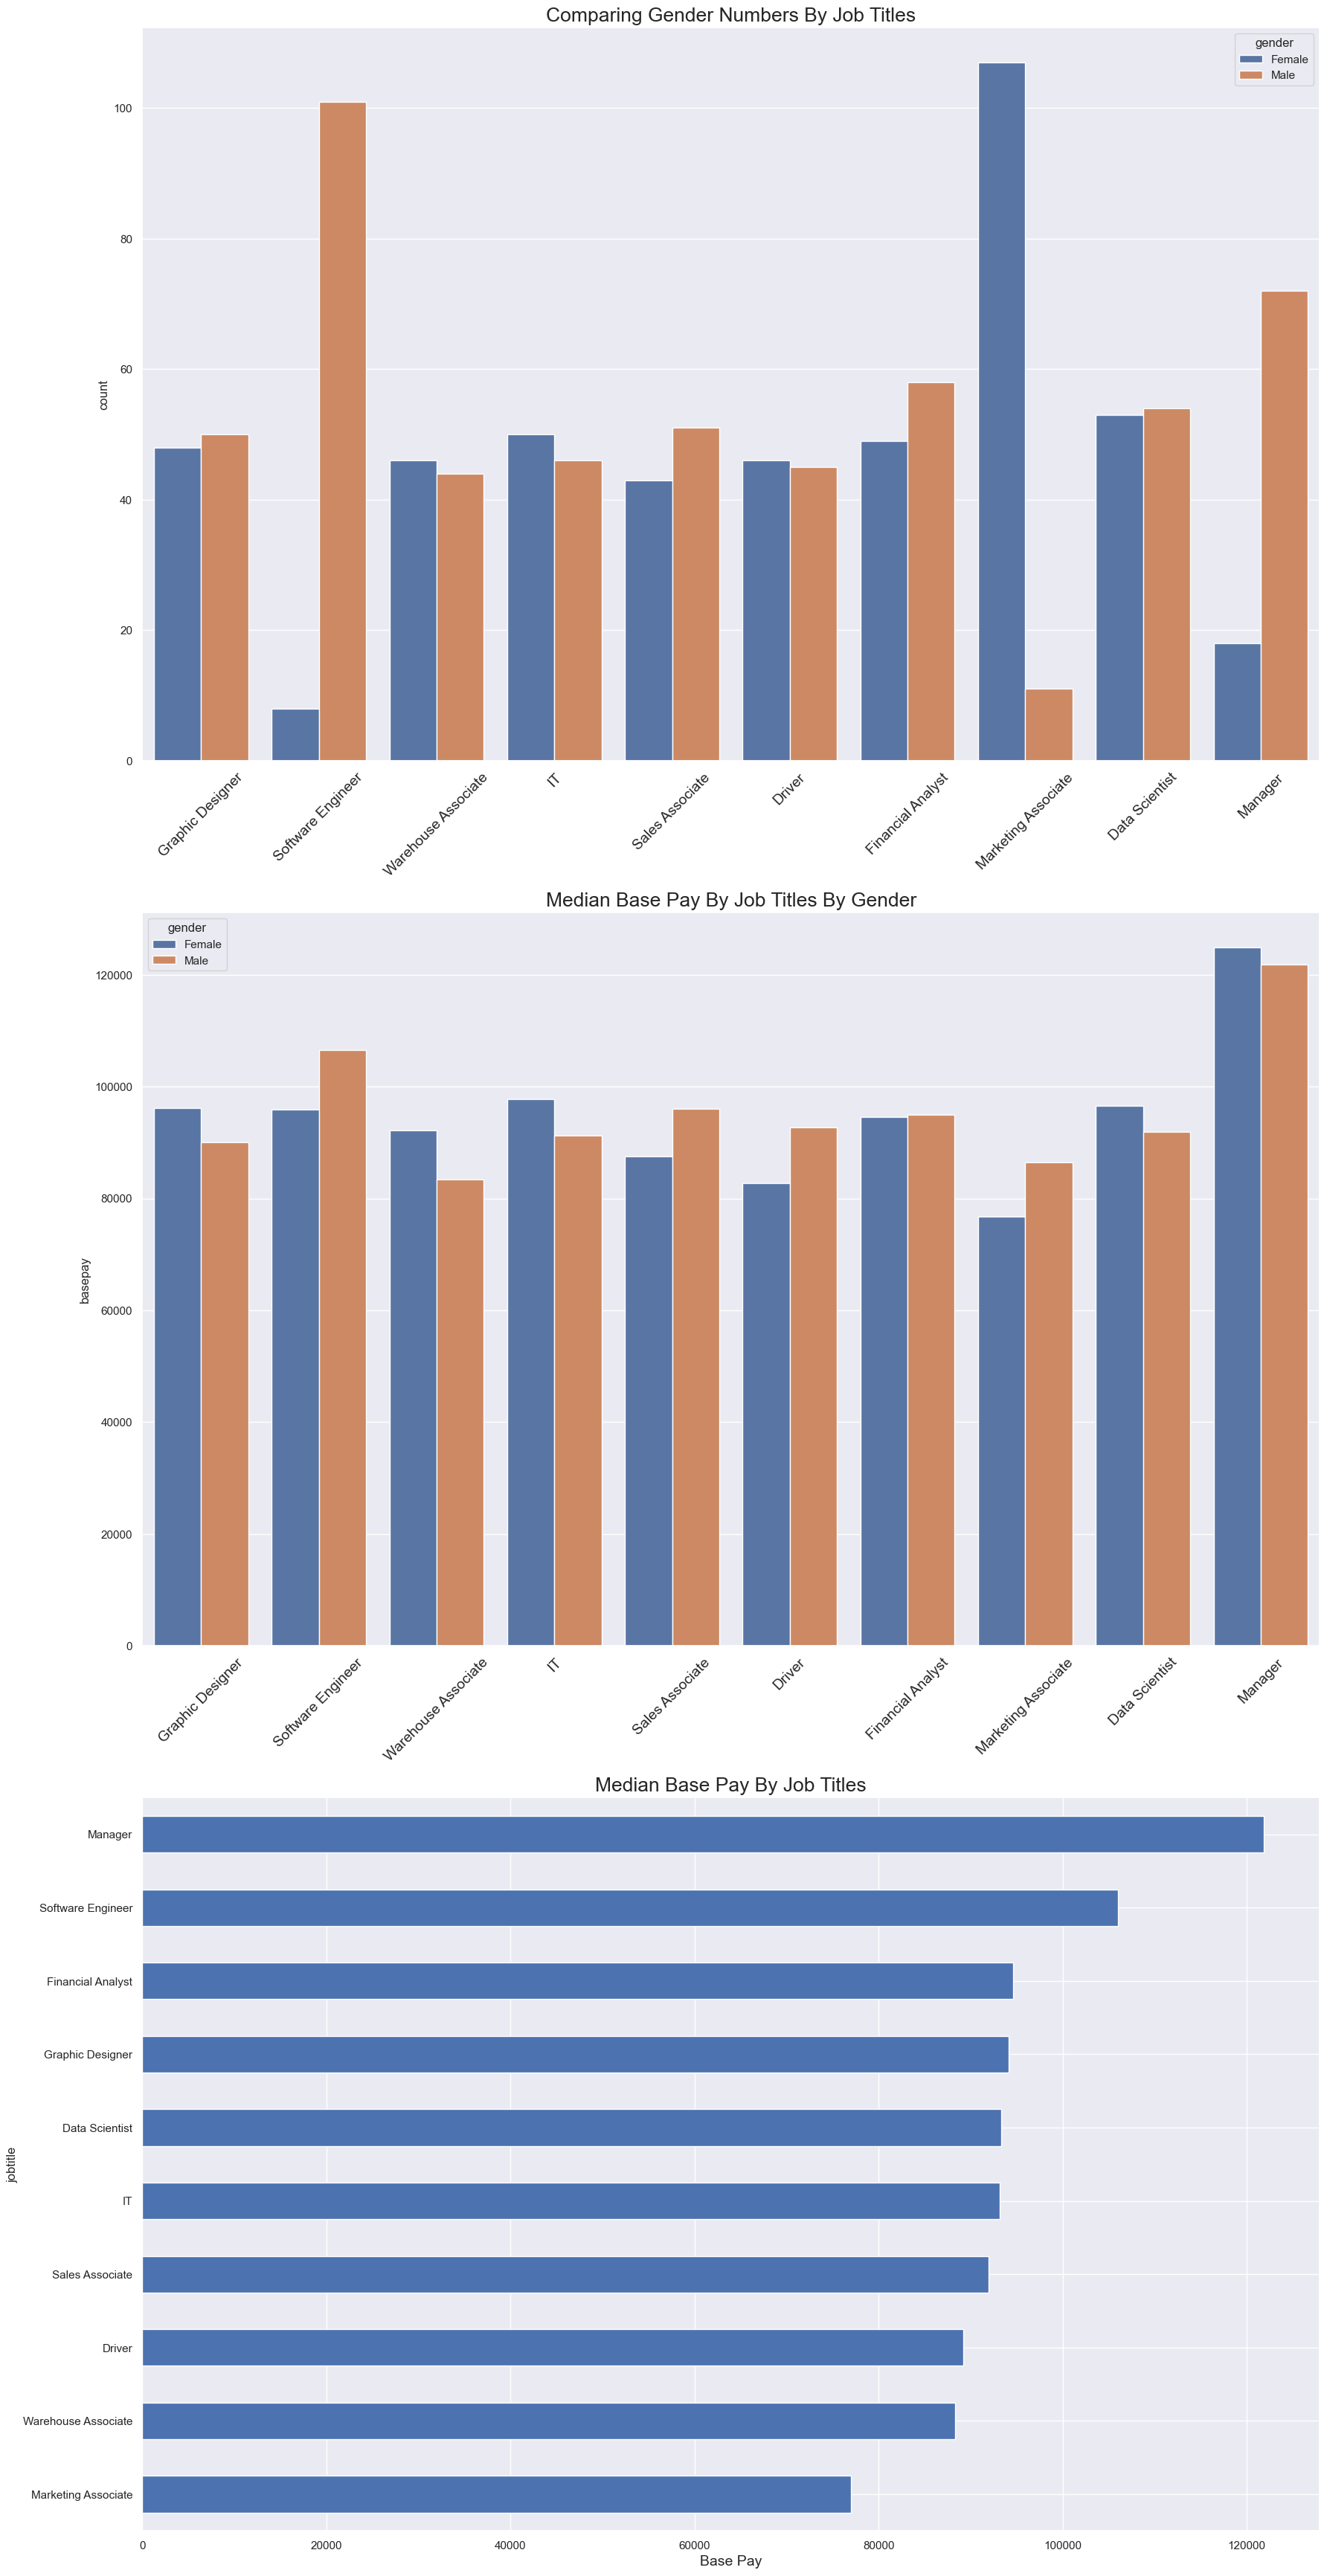 Comparing Gender Numbers By Job Titles
gender
Female
Male
count
100
80
60
40
20
0
Graphic Designer
Software Engineer
Warehouse Associate
IT
Sales Associate
Driver
Financial Analyst
Marketing Associate
Data Scientist
Manager
Median Base Pay By Job Titles By Gender
gender
Female
Male
basepay
120000
100000
80000
60000
40000
20000
0
Graphic Designer
Software Engineer
Warehouse Associate
IT
Sales Associate
Driver
Financial Analyst
Marketing Associate
Data Scientist
Manager
Median Base Pay By Job Titles
jobtitle
Manager
Software Engineer
Financial Analyst
Graphic Designer
Data Scientist
IT
Sales Associate
Driver
Warehouse Associate
Marketing Associate
0
20000
40000
60000
80000
100000
120000
Base Pay